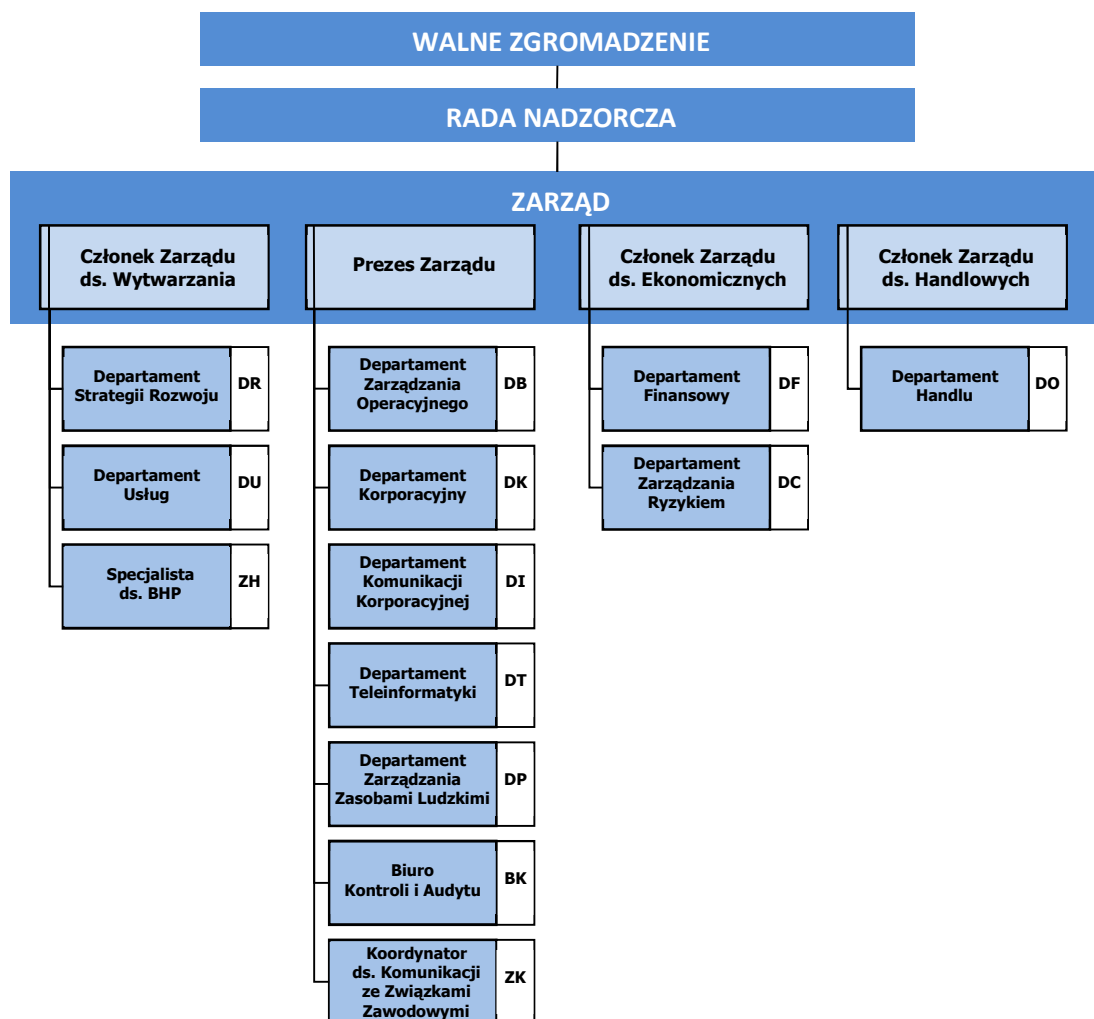 WALNE ZGROMADZENIE
RADA NADZORCZA
ZARZĄD
Członek Zarządu
ds. Wytwarzania
Prezes Zarządu
Członek Zarządu
ds. Ekonomicznych
Członek Zarządu
ds. Handlowych
Departament
Strategii Rozwoju
DR
Departament
Usług
DU
Specjalista
ds. BHP
ZH
Departament
Zarządzania
Operacyjnego
DB
Departament
Korporacyjny
DK
Departament
Komunikacji
Korporacyjnej
DI
Departament
Teleinformatyki
DT
Departament
Zarządzania
Zasobami Ludzkimi
DP
Biuro
Kontroli i Audytu
BK
Koordynator
ds. Komunikacji
ze Związkami
Zawodowymi
ZK
Departament
Finansowy
DF
Departament
Zarządzania
Ryzykiem
DC
Departament
Handlu
DO